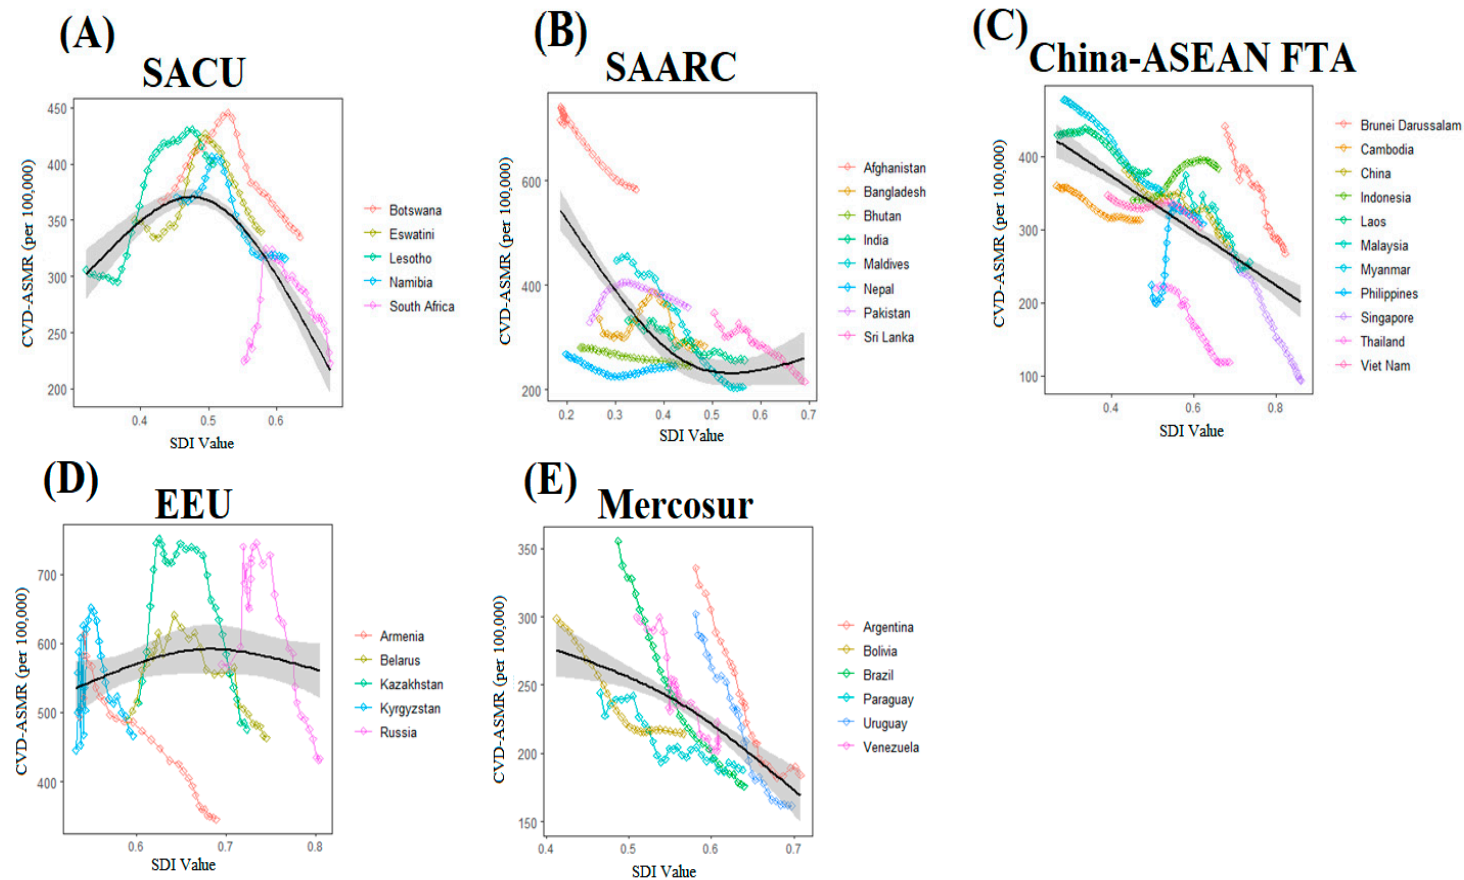 (A)
SACU
CVD-ASMR (per 100,000)
450
400
350
300
250
200
0.4 0.5 0.6
SDI Value
Botswana
Eswatini
Lesotho
Namibia
South Africa
(B)
SAARC
CVD-ASMR (per 100,000)
600
400
200
0.2 0.3 0.4 0.5 0.6 0.7
SDI Value
Afghanistan
Bangladesh
Bhutan
India
Maldives
Nepal
Pakistan
Sri Lanka
(C)
China-ASEAN FTA
CVD-ASMR (per 100,000)
400
300
200
100
0.4 0.6 0.8
SDI Value
Brunei Darussalam
Cambodia
China
Indonesia
Laos
Malaysia
Myanmar
Philippines
Singapore
Thailand
Viet Nam
(D)
EEU
CVD-ASMR (per 100,000)
700
600
500
400
0.6 0.7 0.8
SDI Value
Armenia
Belarus
Kazakhstan
Kyrgyzstan
Russia
(E)
Mercosur
CVD-ASMR (per 100,000)
350
300
250
200
150
0.4 0.5 0.6 0.7
SDI Value
Argentina
Bolivia
Brazil
Paraguay
Uruguay
Venezuela